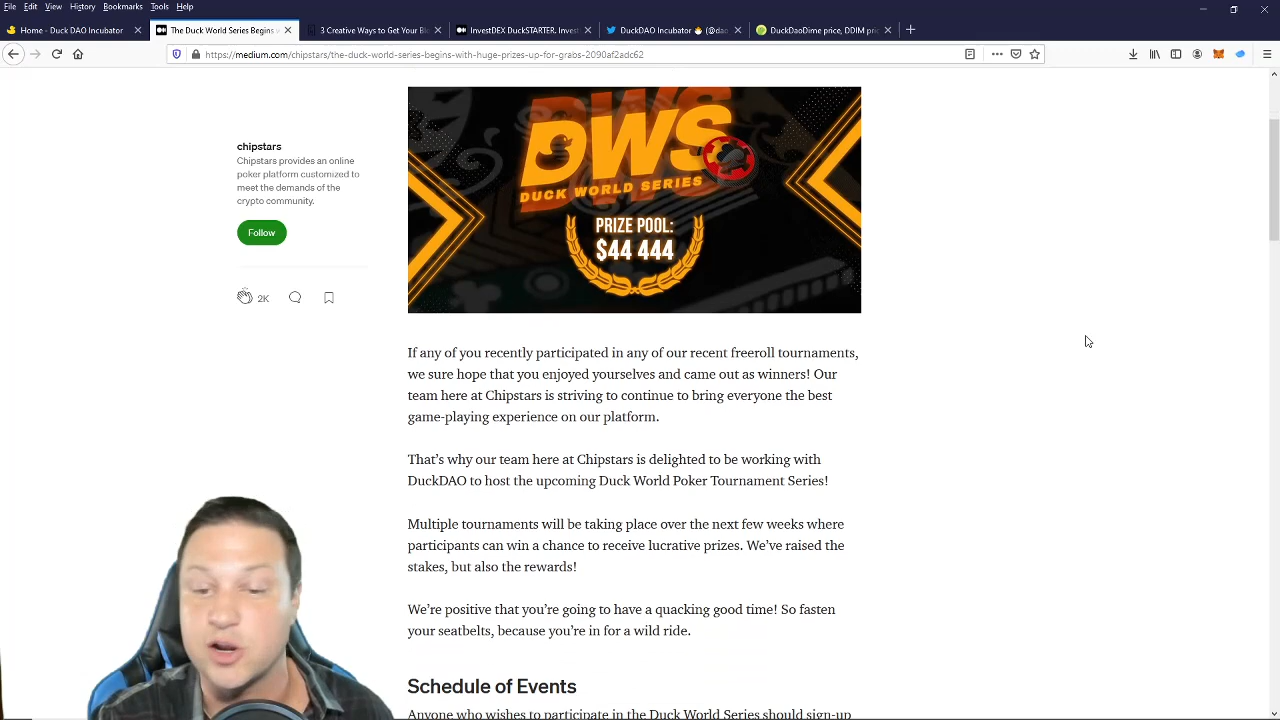 File Edit View History Bookmarks Tools Help
Home - Duck DAO Incubator
The Duck World Series Begins w
3 Creative Ways to Get Your Blo
InvestDEX DuckSTARTER. Invest
DuckDAO Incubator (@dao
DuckDaoDime price, DDIM pric
https://medium.com/chipstars/the-duck-world-series-begins-with-huge-prizes-up-for-grabs-2090af2adc62
DWS
DUCK WORLD SERIES
PRIZE POOL:
$44 444
chipstars
Chipstars provides an online
poker platform customized to
meet the demands of the
crypto community.
Follow
2K
If any of you recently participated in any of our recent freeroll tournaments,
we sure hope that you enjoyed yourselves and came out as winners! Our
team here at Chipstars is striving to continue to bring everyone the best
game-playing experience on our platform.
That's why our team here at Chipstars is delighted to be working with
DuckDAO to host the upcoming Duck World Poker Tournament Series!
Multiple tournaments will be taking place over the next few weeks where
participants can win a chance to receive lucrative prizes. We've raised the
stakes, but also the rewards!
We're positive that you're going to have a quacking good time! So fasten
your seatbelts, because you're in for a wild ride.
Schedule of Events
Anyone who wishes to participate in the Duck World Series should sign-up